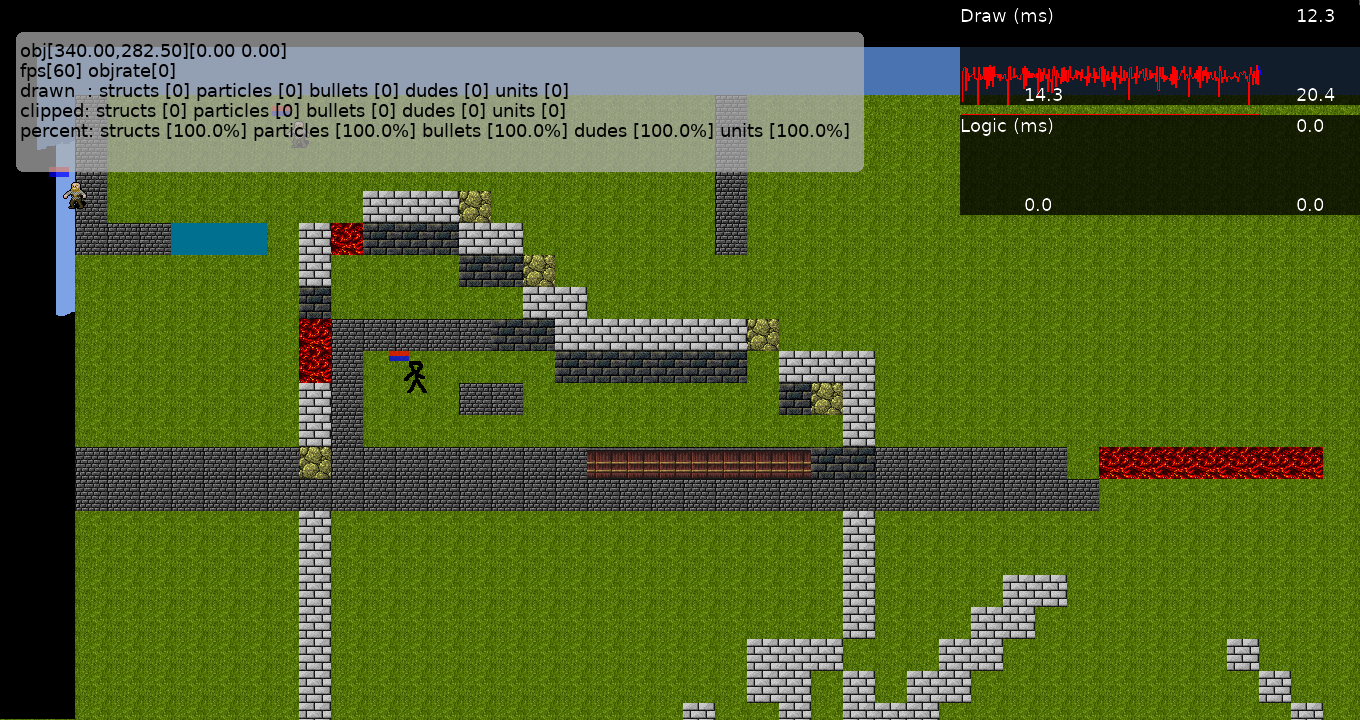 Draw (ms) 12.3
obj[340.00,282.50][0.00 0.00]
fps[60] objrate[0]
drawn  : structs [0] particles [0] bullets [0] dudes [0] units [0]
14.3 20.4
clipped: structs [0] particles [0] bullets [0] dudes [0] units [0]
percent: structs [100.0%] particles [100.0%] bullets [100.0%] dudes [100.0%] units [100.0%]
Logic (ms) 0.0
0.0 0.0